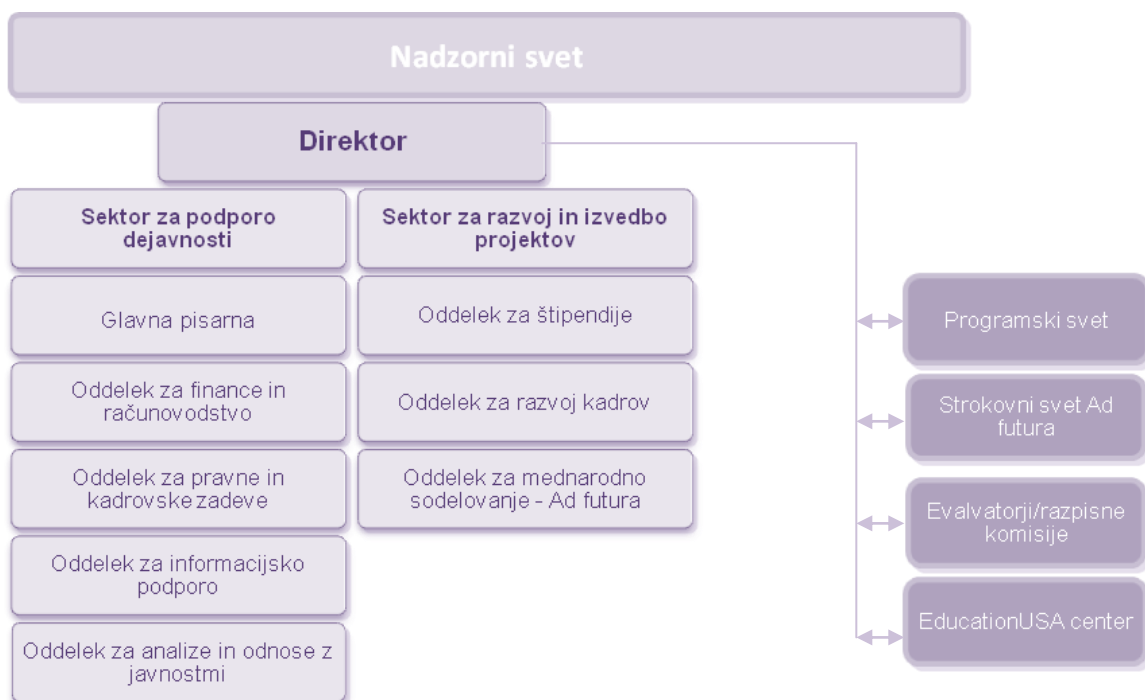 Nadzorni svet
Direktor
Sektor za podporo
dejavnosti
Glavna pisarna
Oddelek za finance in
računovodstvo
Oddelek za pravne in
kadrovske zadeve
Oddelek za informacijsko
podporo
Oddelek za analize in odnose z
javnostmi
Sektor za razvoj in izvedbo
projektov
Oddelek za štipendije
Oddelek za razvoj kadrov
Oddelek za mednarodno
sodelovanje - Ad futura
Programski svet
Strokovni svet Ad
futura
Evalvatorji/razpisne
komisije
EducationUSA center